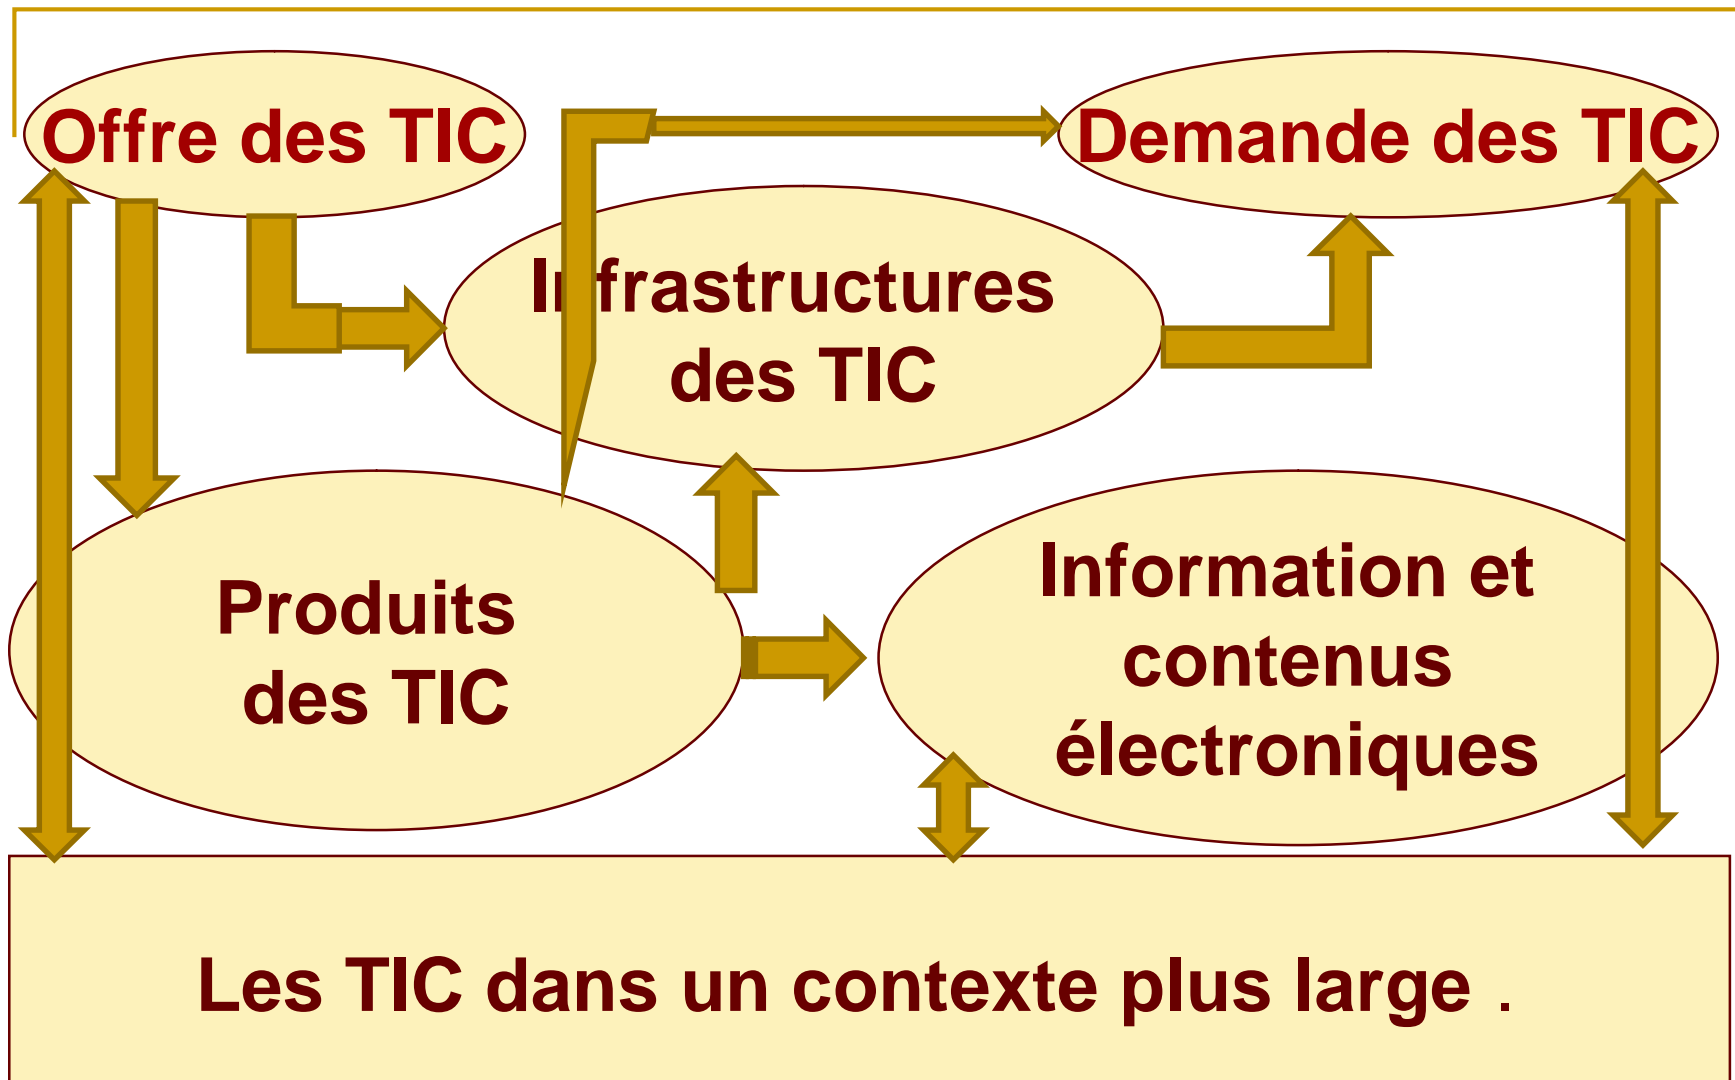 Offre des TIC
Demande des TIC
Infrastructures
des TIC
Produits
des TIC
Information et
contenus
électroniques
Les TIC dans un contexte plus large .